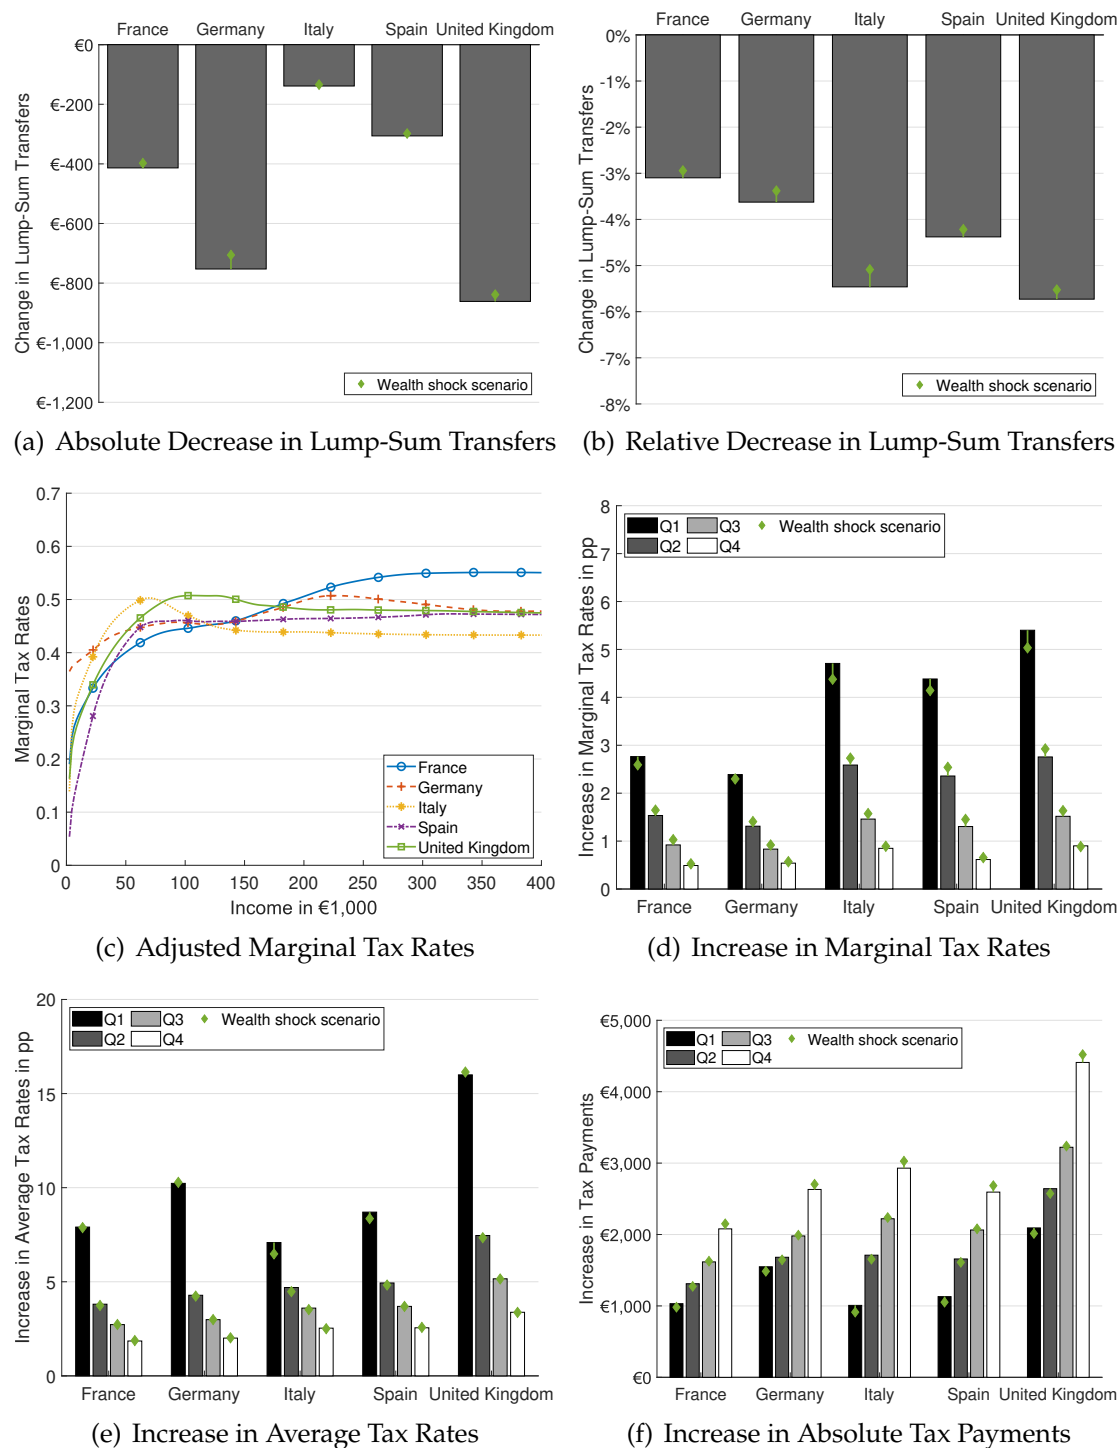 France Germany Italy Spain United Kingdom
€0
€-200
€-400
€-600
€-800
€-1,000
€-1,200
Change in Lump-Sum Transfers
Wealth shock scenario
(a) Absolute Decrease in Lump-Sum Transfers
France Germany Italy Spain United Kingdom
0%
-1%
-2%
-3%
-4%
-5%
-6%
-7%
-8%
Change in Lump-Sum Transfers
Wealth shock scenario
(b) Relative Decrease in Lump-Sum Transfers
0.7
0.6
0.5
0.4
0.3
0.2
0.1
0
Marginal Tax Rates
France
Germany
Italy
Spain
United Kingdom
0 50 100 150 200 250 300 350 400
Income in €1,000
(c) Adjusted Marginal Tax Rates
8
7
6
5
4
3
2
1
0
Increase in Marginal Tax Rates in pp
Q1 Q3 Wealth shock scenario
Q2 Q4
France Germany Italy Spain United Kingdom
(d) Increase in Marginal Tax Rates
20
15
10
5
0
Increase in Average Tax Rates in pp
Q1 Q3 Wealth shock scenario
Q2 Q4
France Germany Italy Spain United Kingdom
(e) Increase in Average Tax Rates
€5,000
€4,000
€3,000
€2,000
€1,000
€0
Increase in Tax Payments
Q1 Q3 Wealth shock scenario
Q2 Q4
France Germany Italy Spain United Kingdom
(f) Increase in Absolute Tax Payments